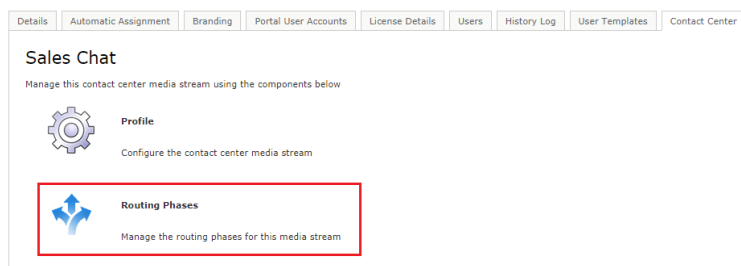 Details Automatic Assignment Branding Portal User Accounts License Details Users History Log User Templates Contact Center
Sales Chat
Manage this contact center media stream using the components below
Profile
Configure the contact center media stream
Routing Phases
Manage the routing phases for this media stream